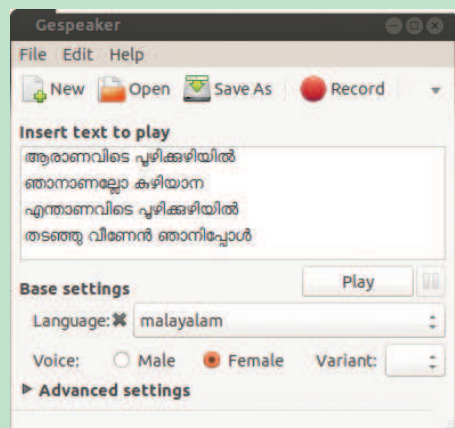 Gespeaker
File Edit Help
New Open Save As Record
Insert text to play
ആരാണവിടെ പൂഴിക്കുഴിയിൽ
ഞാനാണല്ലോ കുഴിയാന
എന്താണവിടെ പൂഴിക്കുഴിയിൽ
തടഞ്ഞു വീണേൻ ഞാനിപ്പോൾ
Play
Base settings
Language: malayalam
Voice: Male Female Variant:
Advanced settings